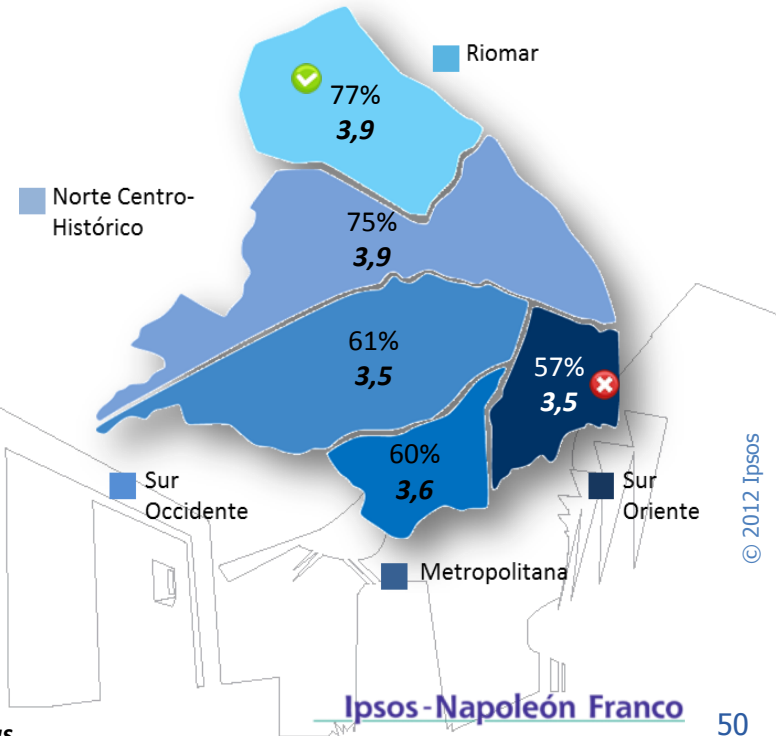 Riomar
77%
3,9
Norte Centro-
Histórico
75%
3,9
61%
3,5
57%
3,5
60%
3,6
Sur
Occidente
Sur
Oriente
Metropolitana
© 2012 Ipsos
Ipsos-Napoleón Franco
50